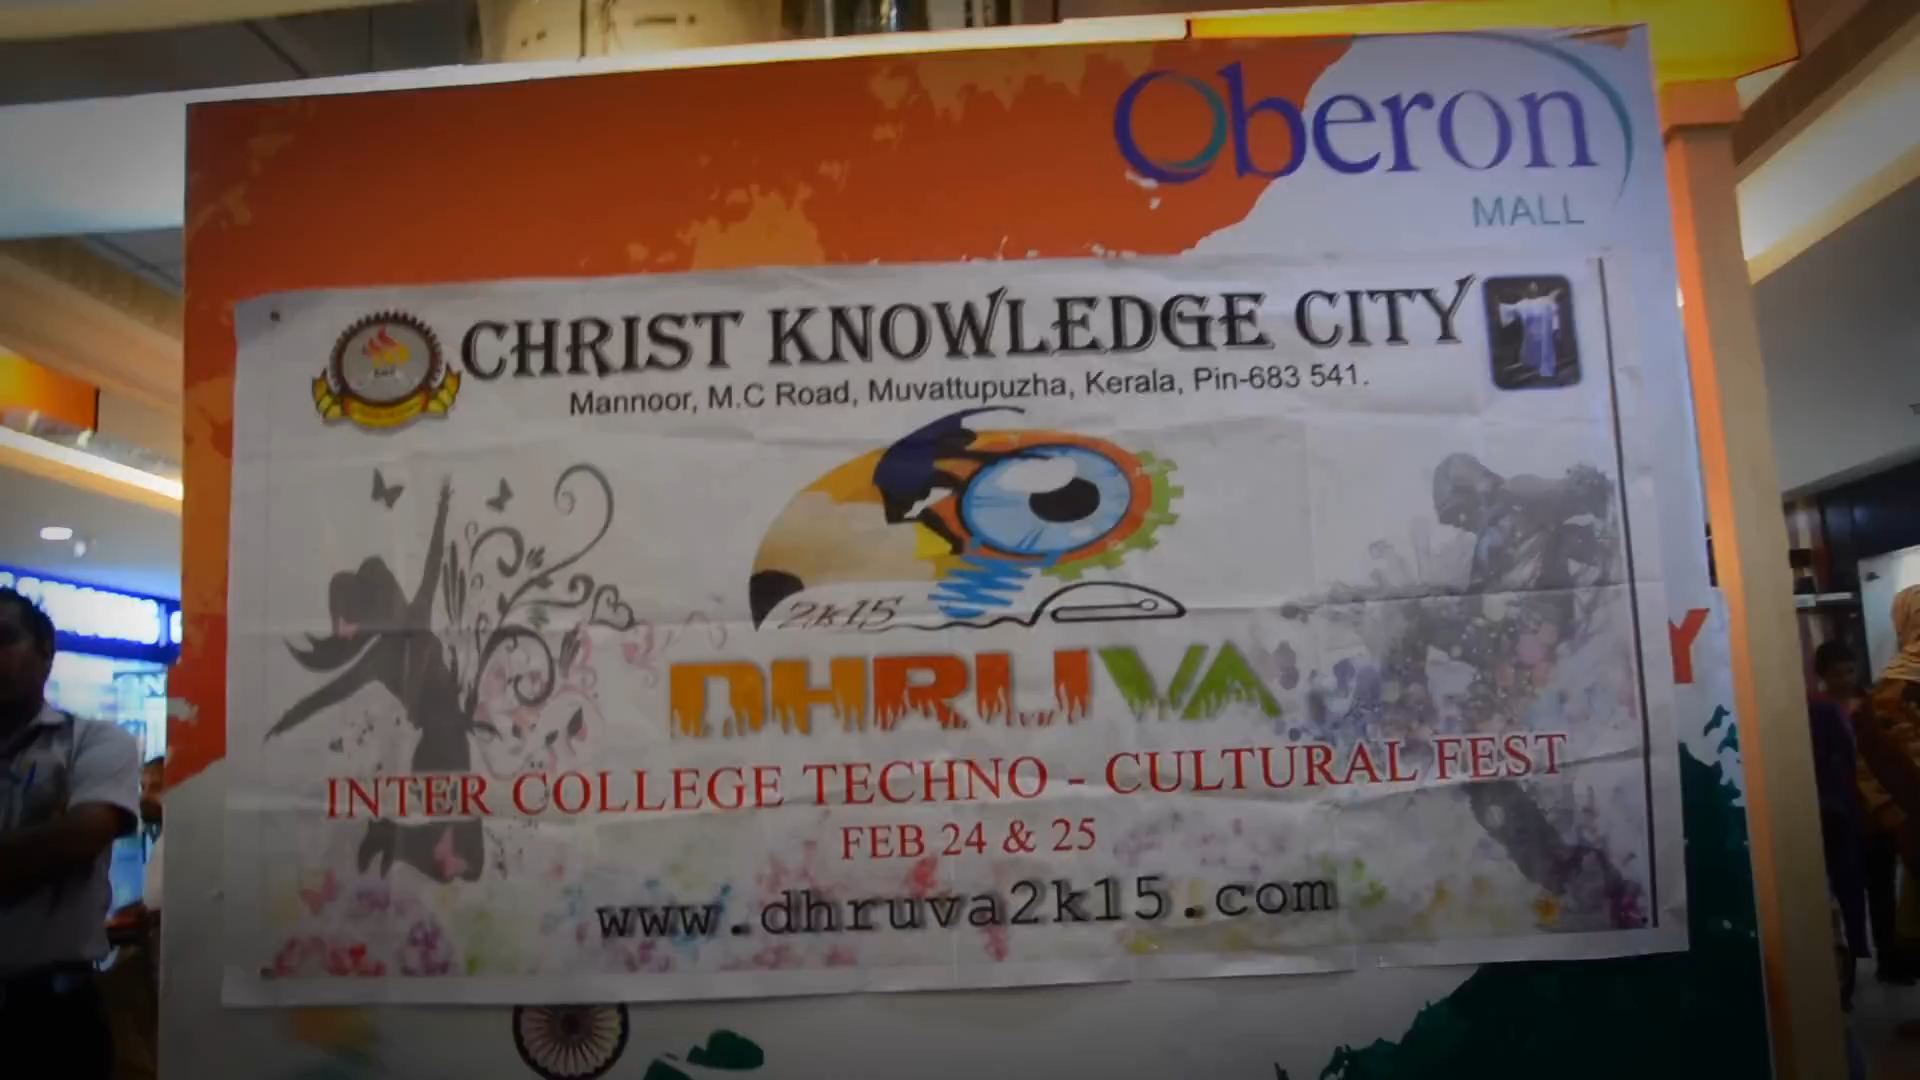 Oberon
MALL
CHRIST KNOWLEDGE CITY
Mannoor, M.C Road, Muvattupuzha, Kerala, Pin-683 541.
2K15
DHRUVA
INTER COLLEGE TECHNO - CULTURAL FEST
FEB 24 & 25
www.dhruva2k15.com
Y